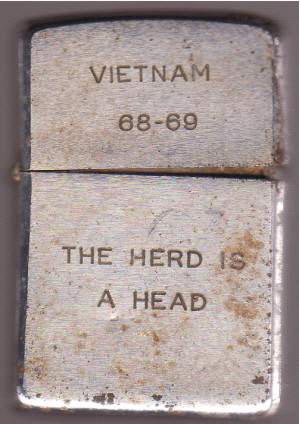 VIETNAM
68-69
THE HERD IS
A HEAD